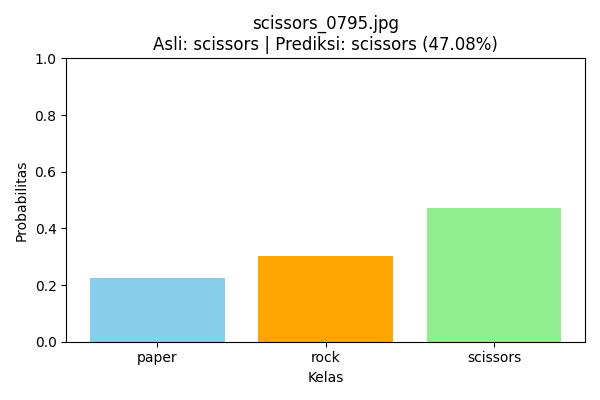 scissors_0795.jpg
Asli: scissors | Prediksi: scissors (47.08%)
Probabilitas
1.0
0.8
0.6
0.4
0.2
0.0
paper rock scissors
Kelas